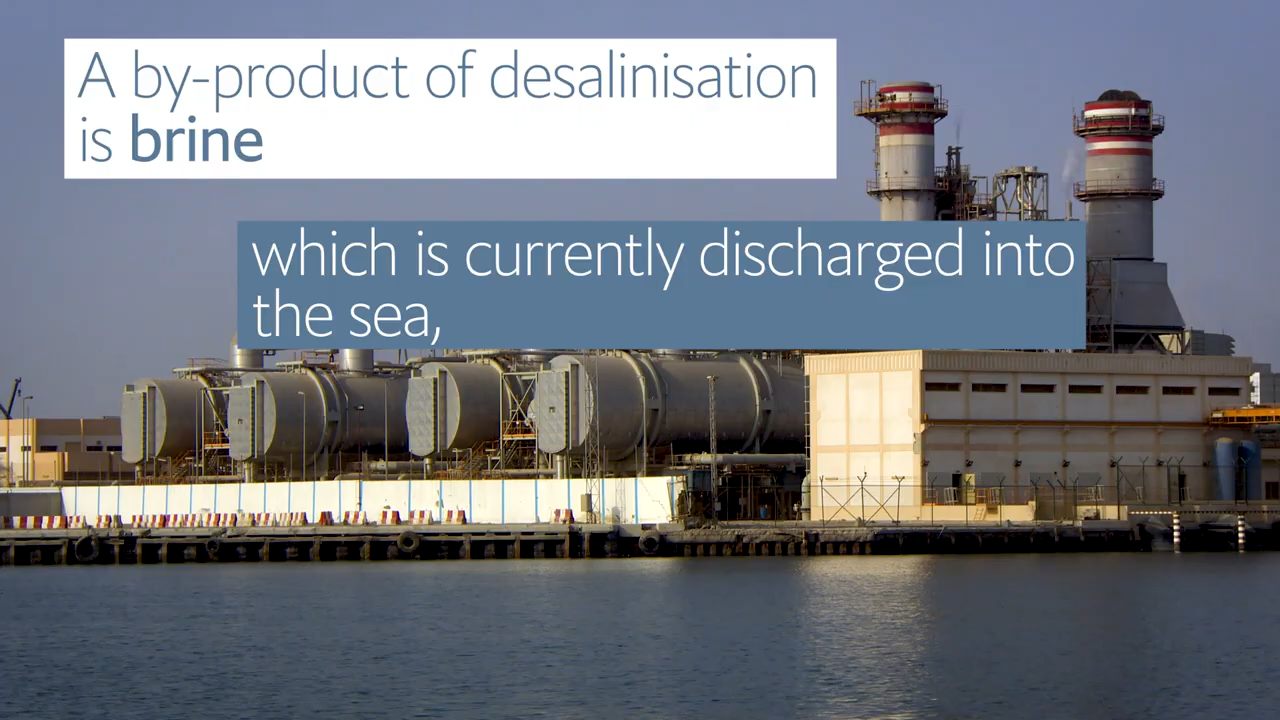 A by-product of desalinisation
is brine
which is currently discharged into
the sea,